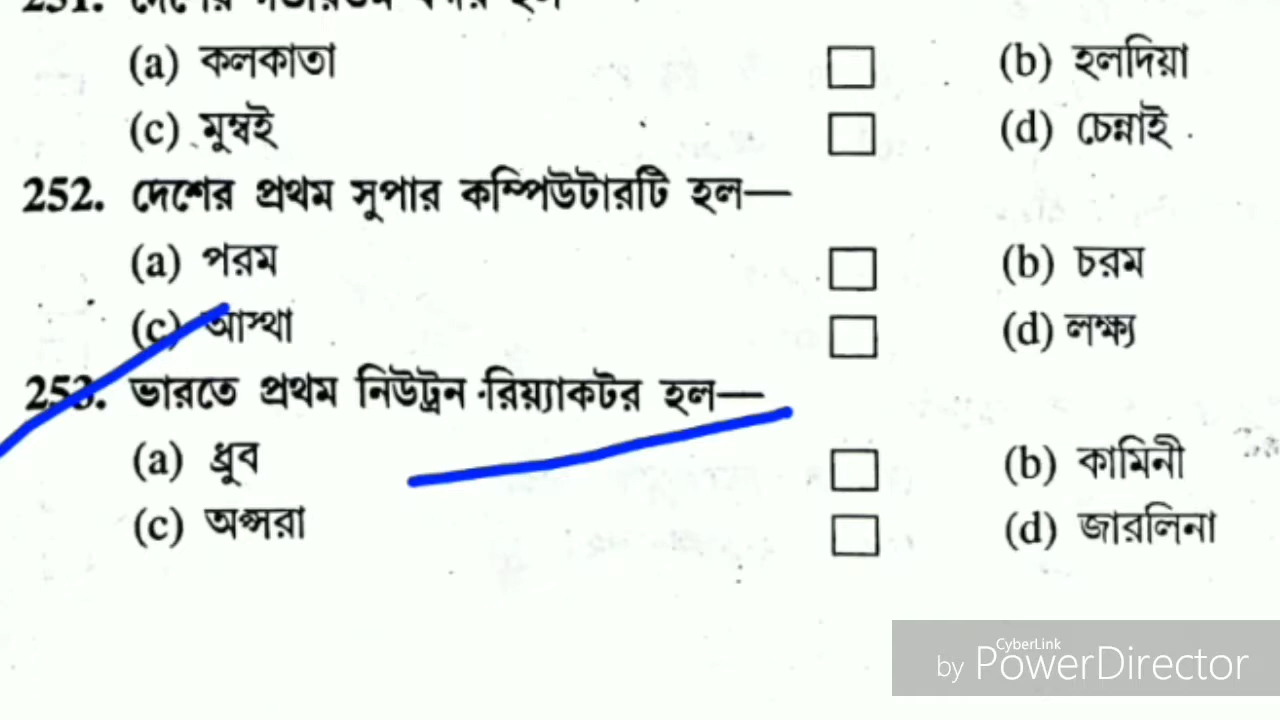 (a) কলকাতা (b) হলদিয়া
(c) মুম্বই (d) চেন্নাই
252. দেশের প্রথম সুপার কম্পিউটারটি হল—
(a) পরম (b) চরম
(c) আস্থা (d) লক্ষ্য
253. ভারতে প্রথম নিউট্রন রিয়্যাকটর হল—
(a) ধ্রুব (b) কামিনী
(c) অপ্সরা (d) জারলিনা
CyberLink
by PowerDirector